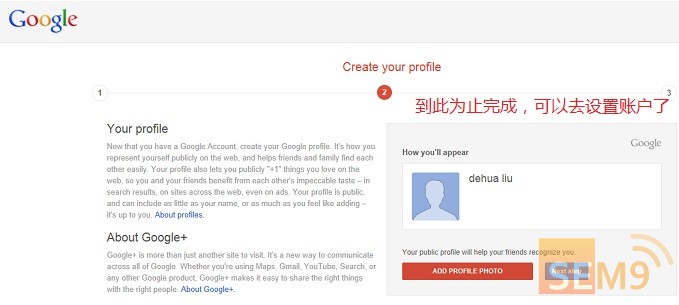 Google
Create your profile
1
2
3
到此为止完成，可以去设置账户了
Your profile
Now that you have a Google Account, create your Google profile. It's how you
represent yourself publicly on the web, and helps friends and family find each
other easily. Your profile also lets you publicly "+1" things you love on the
web, so you and your friends benefit from each other's impeccable taste – in
search results, on sites across the web, even on ads. Your profile is public,
and can include as little as your name, or as much as you feel like adding –
it's up to you. About profiles.
About Google+
Google+ is more than just another site to visit. It's a new way to communicate
across all of Google. Whether you're using Maps, Gmail, YouTube, Search, or
any other Google product, Google+ makes it easy to share the right things
with the right people. About Google+.
Google
How you'll appear
dehua liu
Your public profile will help your friends recognize you.
ADD PROFILE PHOTO
Next step
SEM9